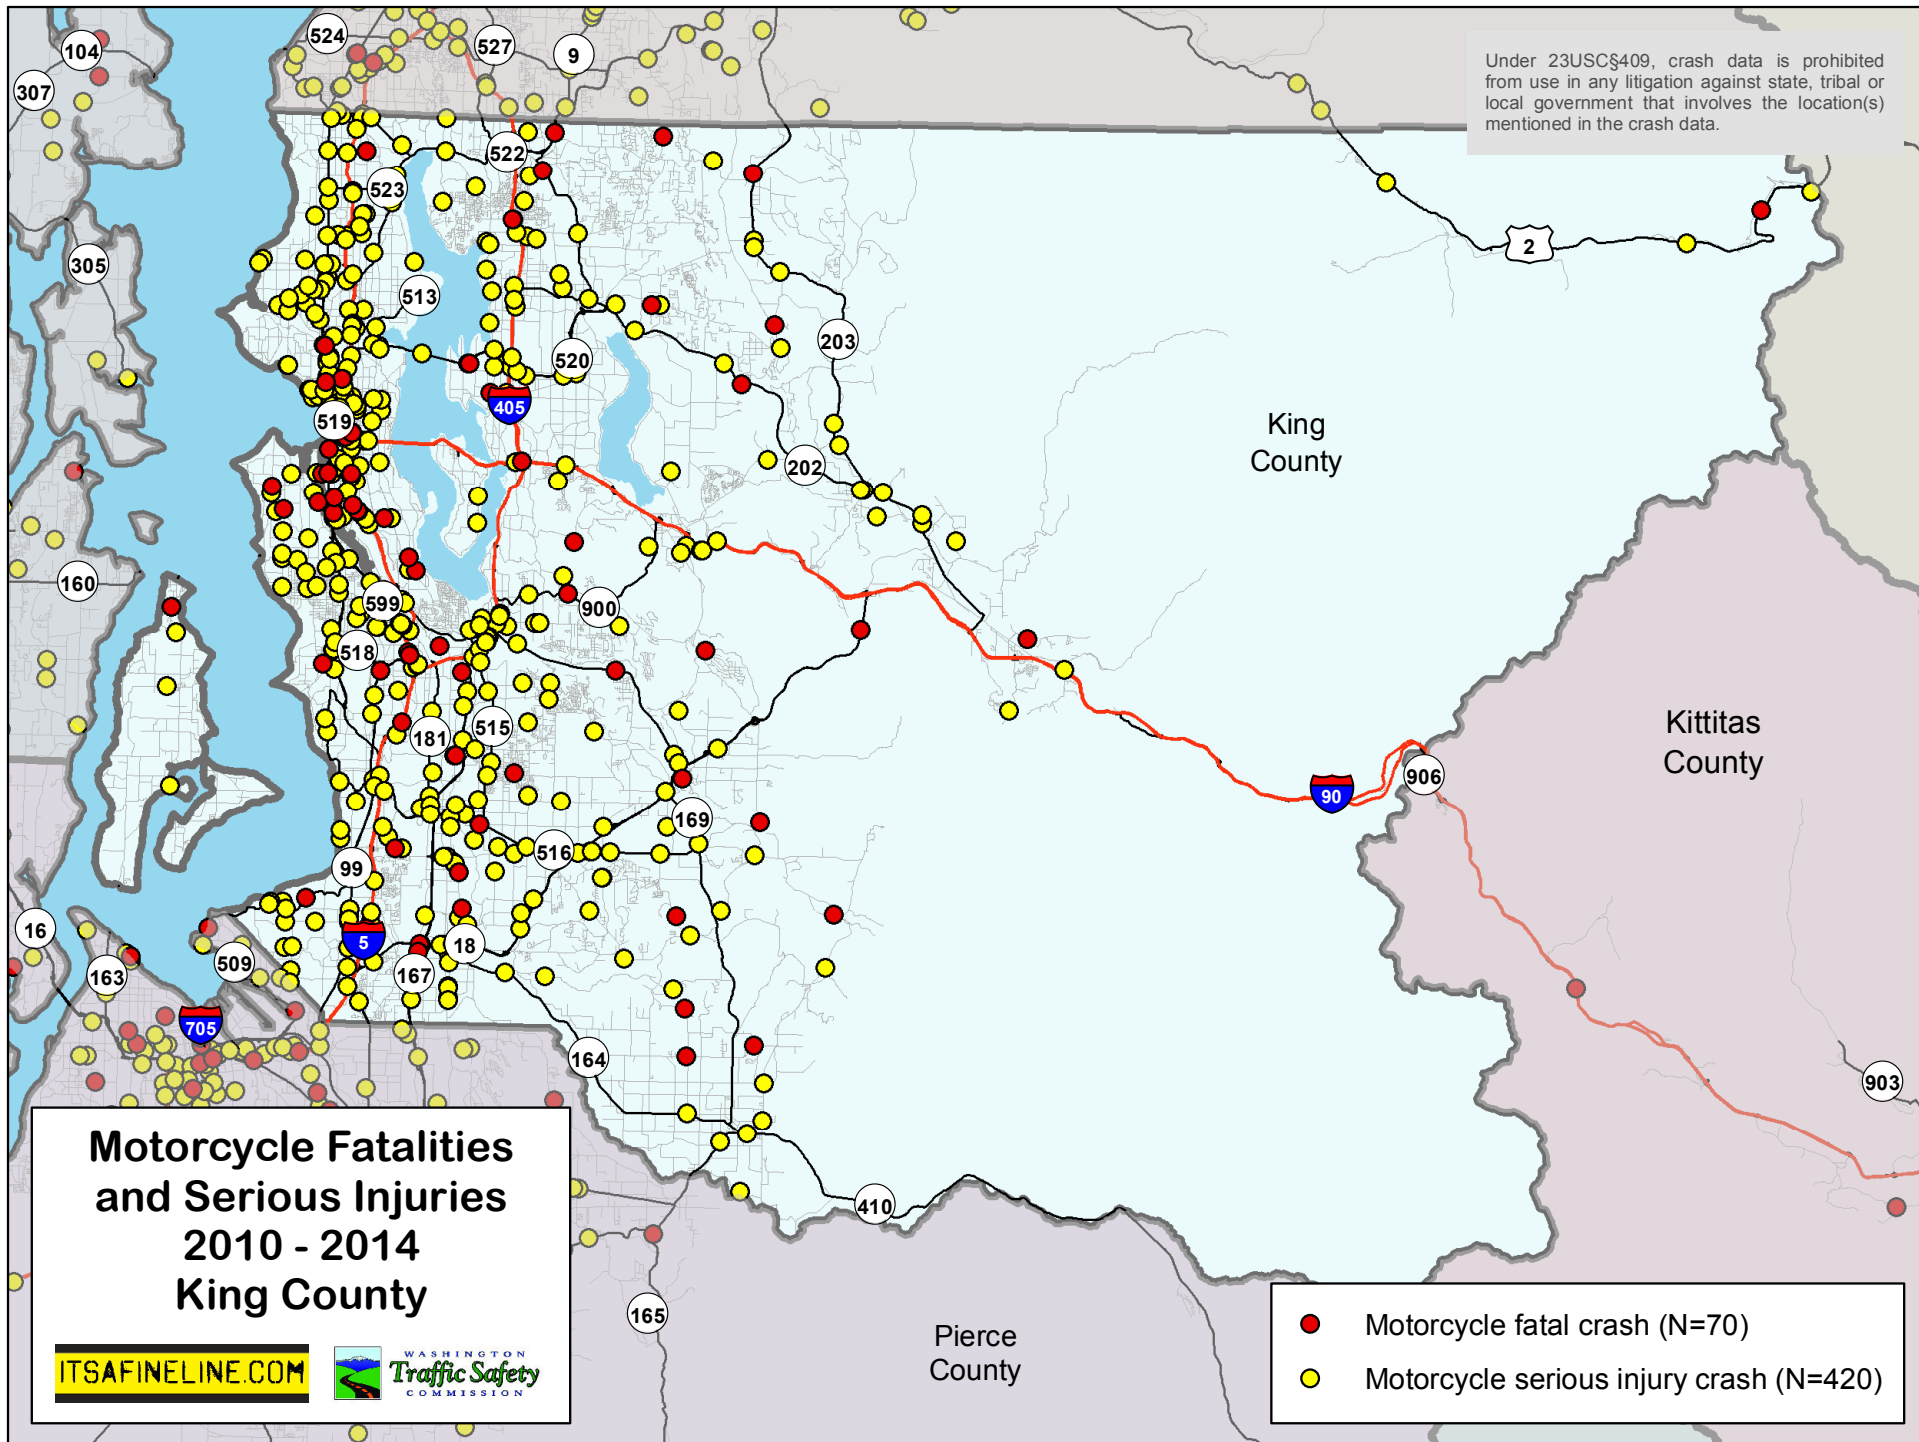 524
527
9
104
307
Under 23USC§409, crash data is prohibited
from use in any litigation against state, tribal or
local government that involves the location(s)
mentioned in the crash data.
522
523
305
2
513
203
520
405
519
King
County
202
160
599
900
518
515
181
Kittitas
County
906
90
169
516
99
16
5
18
509
163
167
705
164
903
Motorcycle Fatalities
and Serious Injuries
2010 - 2014
King County
ITSAFINELINE.COM
WASHINGTON
Traffic Safety
COMMISSION
410
165
Pierce
County
Motorcycle fatal crash (N=70)
Motorcycle serious injury crash (N=420)